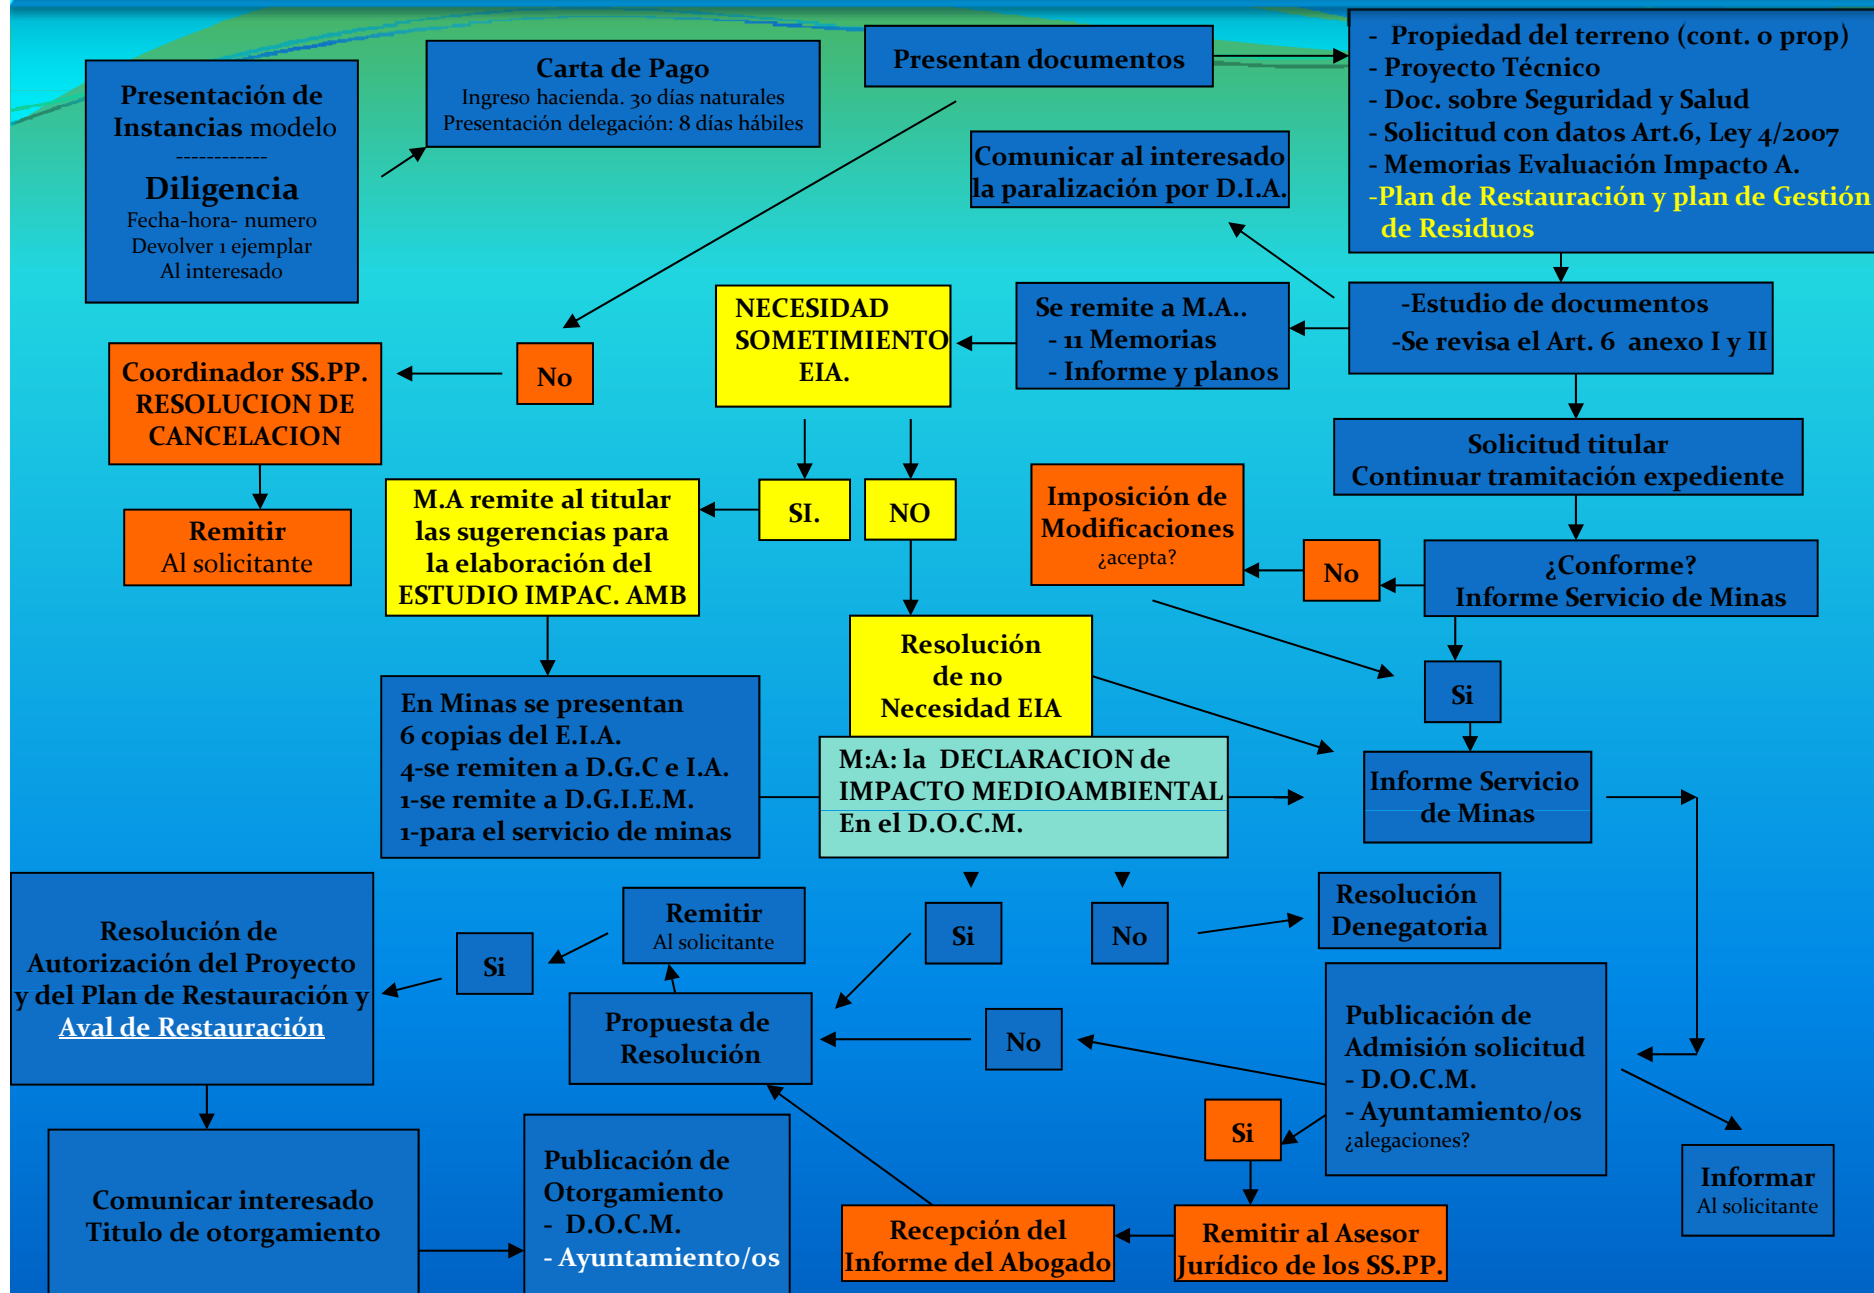 Presentación de
Instancias modelo
------------
Diligencia
Fecha-hora- numero
Devolver 1 ejemplar
Al interesado
Carta de Pago
Ingreso hacienda. 30 días naturales
Presentación delegación: 8 días hábiles
Presentan documentos
- Propiedad del terreno (cont. o prop)
- Proyecto Técnico
- Doc. sobre Seguridad y Salud
- Solicitud con datos Art.6, Ley 4/2007
- Memorias Evaluación Impacto A.
-Plan de Restauración y plan de Gestión
de Residuos
Comunicar al interesado
la paralización por D.I.A.
-Estudio de documentos
-Se revisa el Art. 6 anexo I y II
Se remite a M.A..
- 11 Memorias
- Informe y planos
NECESIDAD
SOMETIMIENTO
EIA.
No
Coordinador SS.PP.
RESOLUCION DE
CANCELACION
Remitir
Al solicitante
SI.
NO
M.A remite al titular
las sugerencias para
la elaboración del
ESTUDIO IMPAC. AMB
Solicitud titular
Continuar tramitación expediente
Imposición de
Modificaciones
¿acepta?
No
¿Conforme?
Informe Servicio de Minas
Si
Resolución
de no
Necesidad EIA
En Minas se presentan
6 copias del E.I.A.
4-se remiten a D.G.C e I.A.
1-se remite a D.G.I.E.M.
1-para el servicio de minas
M:A: la DECLARACION de
IMPACTO MEDIOAMBIENTAL
En el D.O.C.M.
Informe Servicio
de Minas
Si
No
Resolución
Denegatoria
Remitir
Al solicitante
Si
Resolución de
Autorización del Proyecto
y del Plan de Restauración y
Aval de Restauración
Propuesta de
Resolución
No
Publicación de
Admisión solicitud
- D.O.C.M.
- Ayuntamiento/os
¿alegaciones?
Si
Informar
Al solicitante
Remitir al Asesor
Jurídico de los SS.PP.
Recepción del
Informe del Abogado
Comunicar interesado
Titulo de otorgamiento
Publicación de
Otorgamiento
- D.O.C.M.
- Ayuntamiento/os